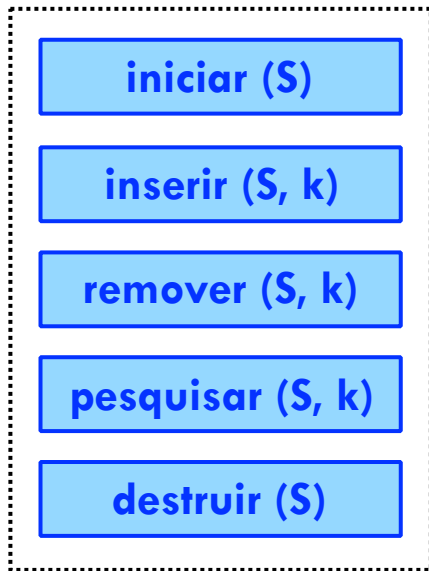 iniciar (S)
inserir (S, k)
remover (S, k)
pesquisar (S, k)
destruir (S)